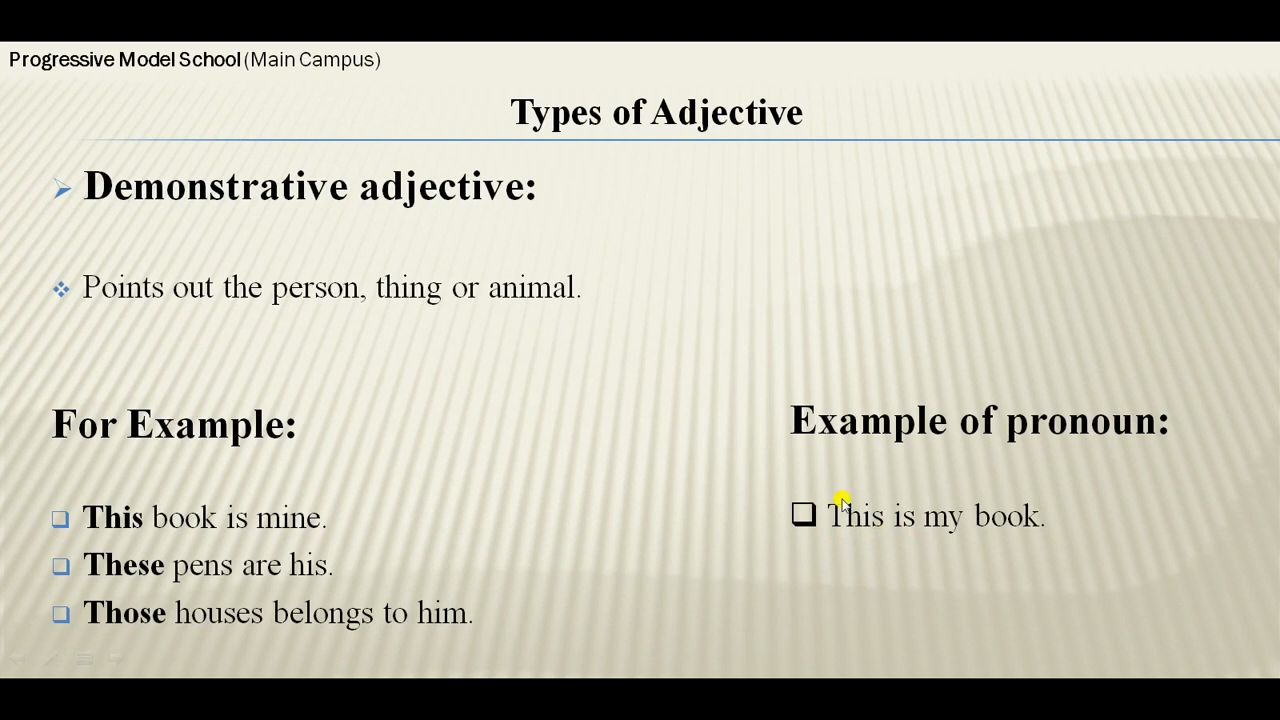 Progressive Model School (Main Campus)
Types of Adjective
Demonstrative adjective:
Points out the person, thing or animal.
For Example:
This book is mine.
These pens are his.
Those houses belongs to him.
Example of pronoun:
This is my book.